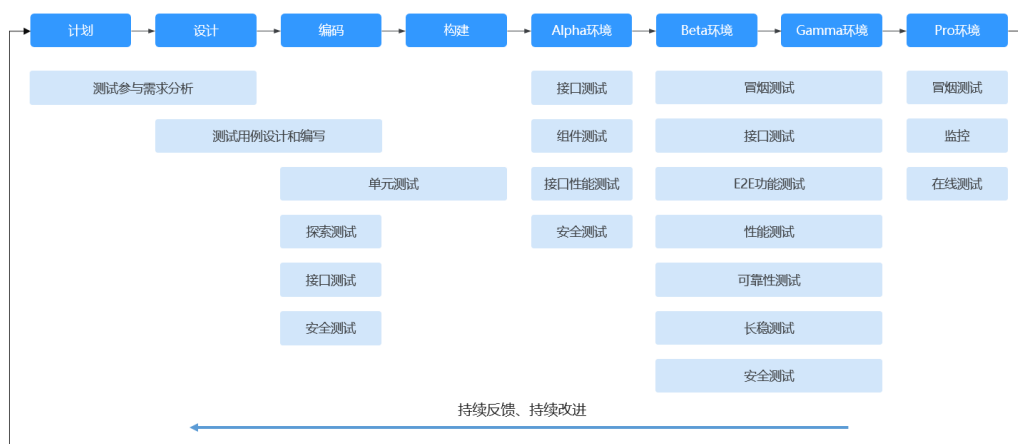 计划
设计
编码
构建
Alpha环境
Beta环境
Gamma环境
Pro环境
测试参与需求分析
接口测试
冒烟测试
冒烟测试
测试用例设计和编写
组件测试
接口测试
监控
单元测试
接口性能测试
E2E功能测试
在线测试
探索测试
安全测试
性能测试
接口测试
可靠性测试
安全测试
长稳测试
安全测试
持续反馈、持续改进